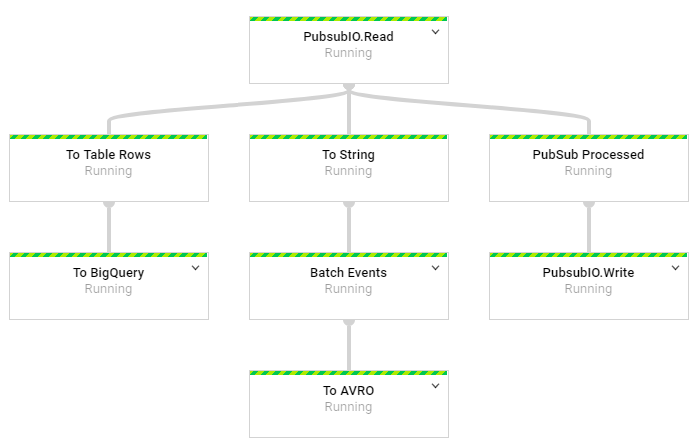 PubsubIO.Read
Running
To Table Rows
Running
To String
Running
PubSub Processed
Running
To BigQuery
Running
Batch Events
Running
PubsubIO.Write
Running
To AVRO
Running